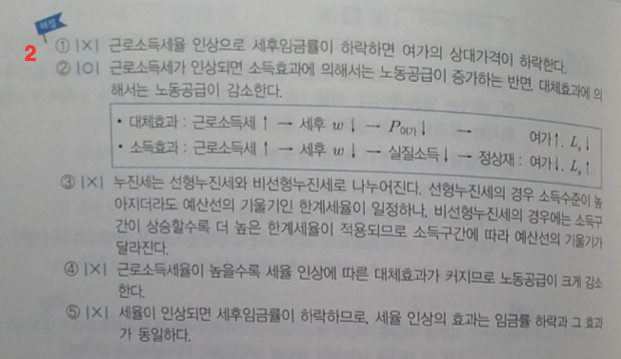 해설
2
① |×| 근로소득세율 인상으로 세후임금률이 하락하면 여가의 상대가격이 하락한다.
② |○| 근로소득세가 인상되면 소득효과에 의해서는 노동공급이 증가하는 반면, 대체효과에 의
해서는 노동공급이 감소한다.
• 대체효과 : 근로소득세 ↑ → 세후 w ↓ → P여가 ↓ → 여가↑, Ls ↓
• 소득효과 : 근로소득세 ↑ → 세후 w ↓ → 실질소득 ↓ → 정상재 : 여가↓, Ls ↑
③ |×| 누진세는 선형누진세와 비선형누진세로 나누어진다. 선형누진세의 경우 소득수준이 높
아지더라도 예산선의 기울기인 한계세율이 일정하나, 비선형누진세의 경우에는 소득구
간이 상승할수록 더 높은 한계세율이 적용되므로 소득구간에 따라 예산선의 기울기가
달라진다.
④ |×| 근로소득세율이 높을수록 세율 인상에 따른 대체효과가 커지므로 노동공급이 크게 감소
한다.
⑤ |×| 세율이 인상되면 세후임금률이 하락하므로, 세율 인상의 효과는 임금률 하락과 그 효과
가 동일하다.